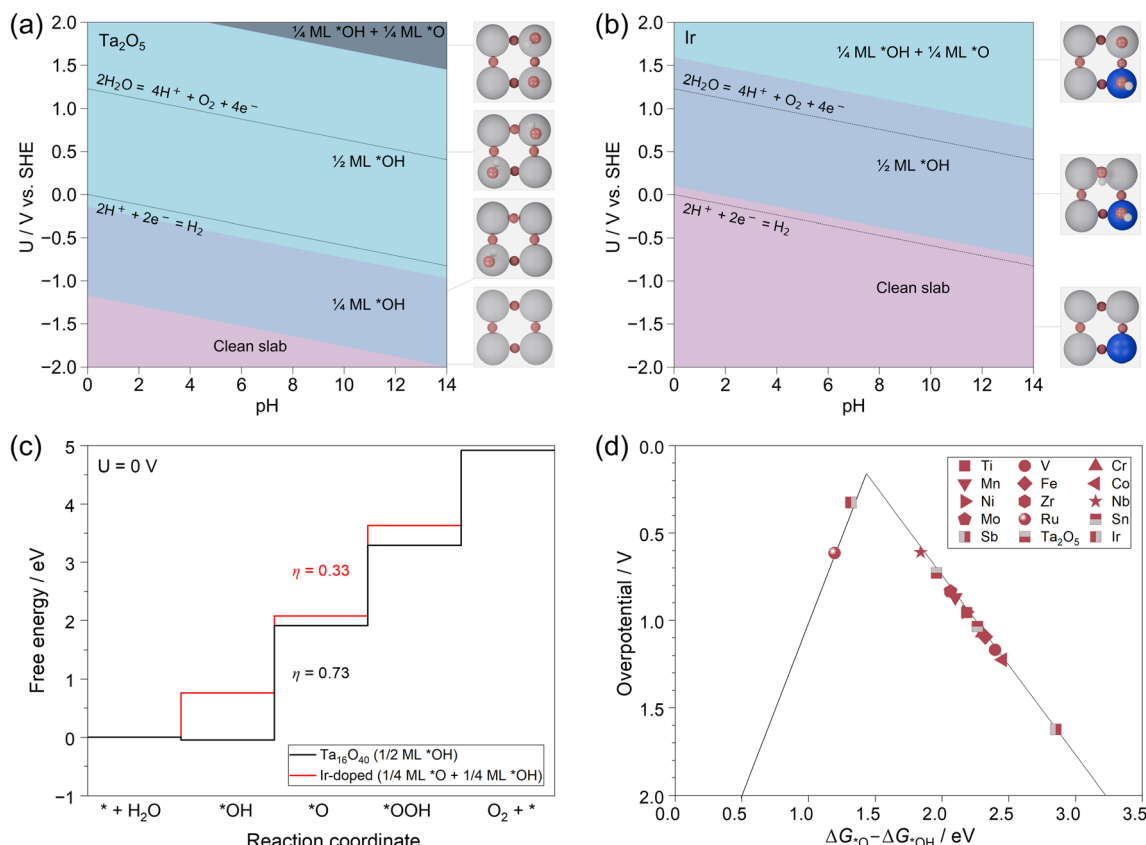 (a)
Ta₂O₅
¼ ML *OH + ¼ ML *O
2H₂O = 4H⁺ + O₂ + 4e⁻
½ ML *OH
2H⁺ + 2e⁻ = H₂
¼ ML *OH
Clean slab
U / V vs. SHE
2.0
1.5
1.0
0.5
0.0
−0.5
−1.0
−1.5
−2.0
0 2 4 6 8 10 12 14
pH
(b)
Ir
¼ ML *OH + ¼ ML *O
2H₂O = 4H⁺ + O₂ + 4e⁻
½ ML *OH
2H⁺ + 2e⁻ = H₂
Clean slab
U / V vs. SHE
2.0
1.5
1.0
0.5
0.0
−0.5
−1.0
−1.5
−2.0
0 2 4 6 8 10 12 14
pH
(c)
U = 0 V
η = 0.33
η = 0.73
Ta₁₆O₄₀ (1/2 ML *OH)
Ir-doped (1/4 ML *O + 1/4 ML *OH)
Free energy / eV
5
4
3
2
1
0
−1
* + H₂O *OH *O *OOH O₂ + *
Reaction coordinate
(d)
Ti V Cr
Mn Fe Co
Ni Zr Nb
Mo Ru Sn
Sb Ta₂O₅ Ir
Overpotential / V
0.0
0.5
1.0
1.5
2.0
0.0 0.5 1.0 1.5 2.0 2.5 3.0 3.5
ΔG*O−ΔG*OH / eV